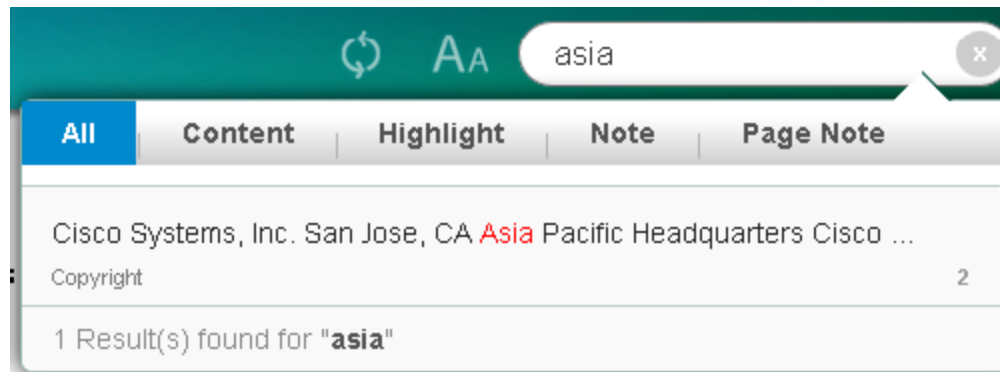 AA asia x
All Content Highlight Note Page Note
Cisco Systems, Inc. San Jose, CA Asia Pacific Headquarters Cisco ...
Copyright 2
1 Result(s) found for "asia"